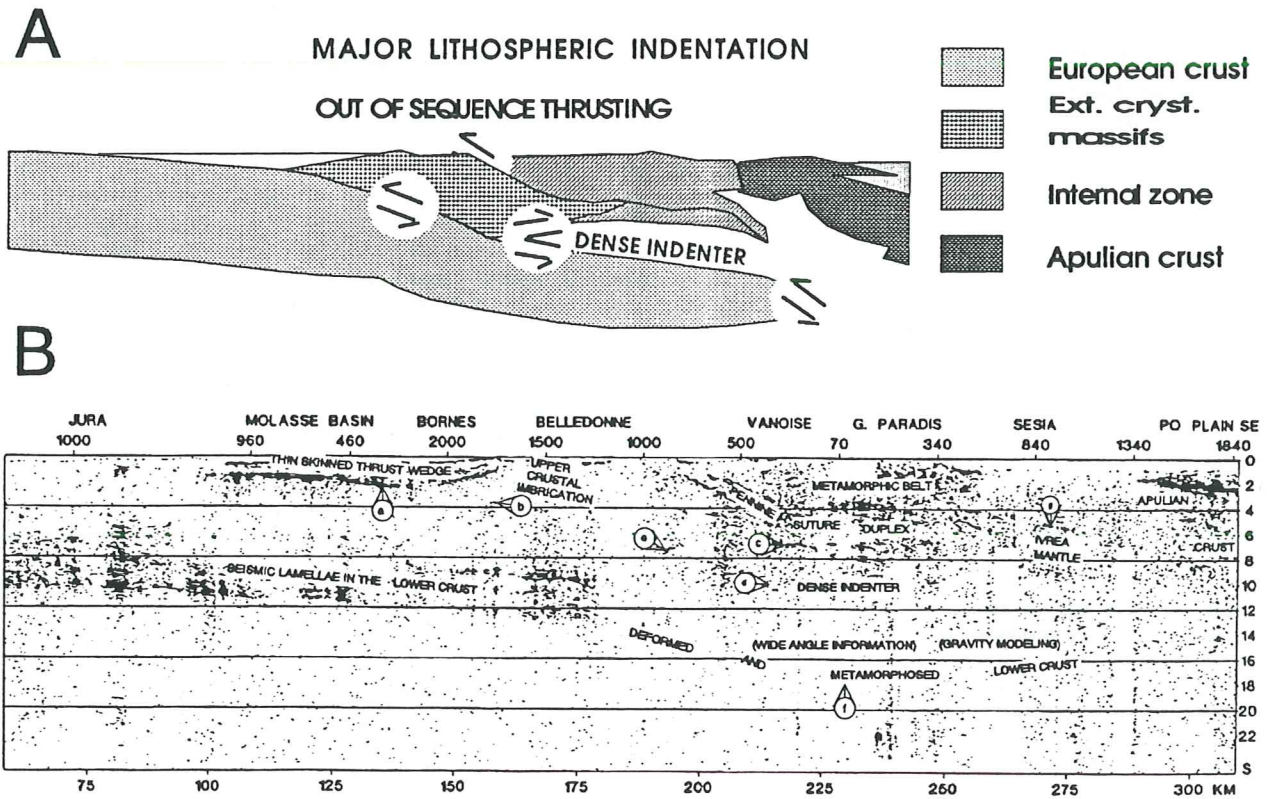 A
MAJOR LITHOSPHERIC INDENTATION
OUT OF SEQUENCE THRUSTING
DENSE INDENTER
European crust
Ext. cryst.
massifs
Internal zone
Apulian crust
B
JURA MOLASSE BASIN BORNES BELLEDONNE VANOISE G. PARADIS SESIA PO PLAIN SE
1000 960 460 2000 1500 1000 500 70 340 840 1340 1840
THIN SKINNED THRUST WEDGE
UPPER
CRUSTAL
IMBRICATION
PENN.
SUTURE
METAMORPHIC BELT
DUPLEX
IVREA
MANTLE
APULIAN
CRUST
a
b
c
f
SEISMIC LAMELLAE IN THE LOWER CRUST
DENSE INDENTER
DEFORMED
AND
METAMORPHOSED
LOWER CRUST
(WIDE ANGLE INFORMATION) (GRAVITY MODELING)
0
2
4
6
8
10
12
14
16
18
20
22
S
75 100 125 150 175 200 225 250 275 300 KM